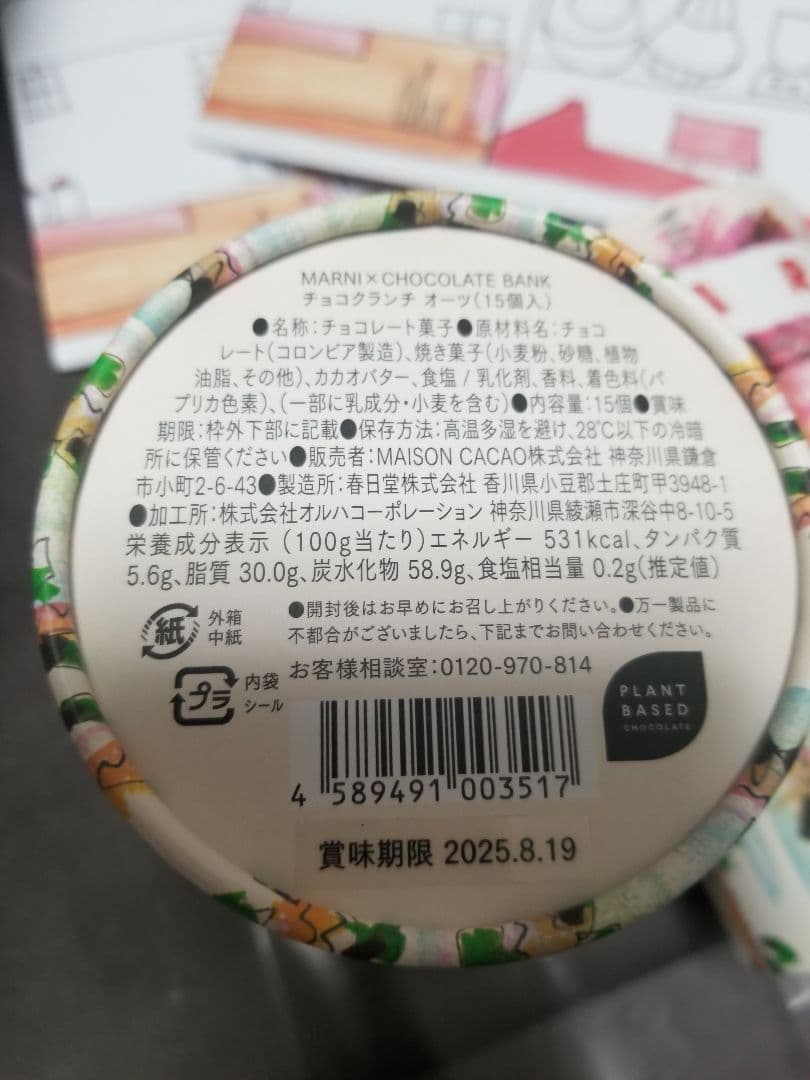 MARNI×CHOCOLATE BANK
チョコクランチ オーツ(15個入)
●名称:チョコレート菓子●原材料名:チョコ
レート(コロンビア製造)、焼き菓子(小麦粉、砂糖、植物
油脂、その他)、カカオバター、食塩 / 乳化剤、香料、着色料(パ
プリカ色素)、(一部に乳成分・小麦を含む)●内容量:15個●賞味
期限:枠外下部に記載●保存方法:高温多湿を避け、28℃以下の冷暗
所に保管ください●販売者:MAISON CACAO株式会社 神奈川県鎌倉
市小町2-6-43●製造所:春日堂株式会社 香川県小豆郡土庄町甲3948-1
●加工所:株式会社オルハコーポレーション 神奈川県綾瀬市深谷中8-10-5
栄養成分表示 (100g当たり)エネルギー 531kcal、タンパク質
5.6g、脂質 30.0g、炭水化物 58.9g、食塩相当量 0.2g(推定値)
紙 外箱
中紙
●開封後はお早めにお召し上がりください。●万一製品に
不都合がございましたら、下記までお問い合わせください。
プラ 内袋
シール
お客様相談室:0120-970-814
PLANT
BASED
CHOCOLATE
4 589491 003517
賞味期限 2025.8.19